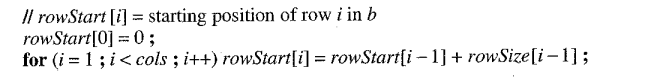 // rowStart [i] = starting position of row i in b
rowStart[0] = 0 ;
for (i = 1 ; i < cols ; i++) rowStart[i] = rowStart[i – 1] + rowSize[i – 1] ;